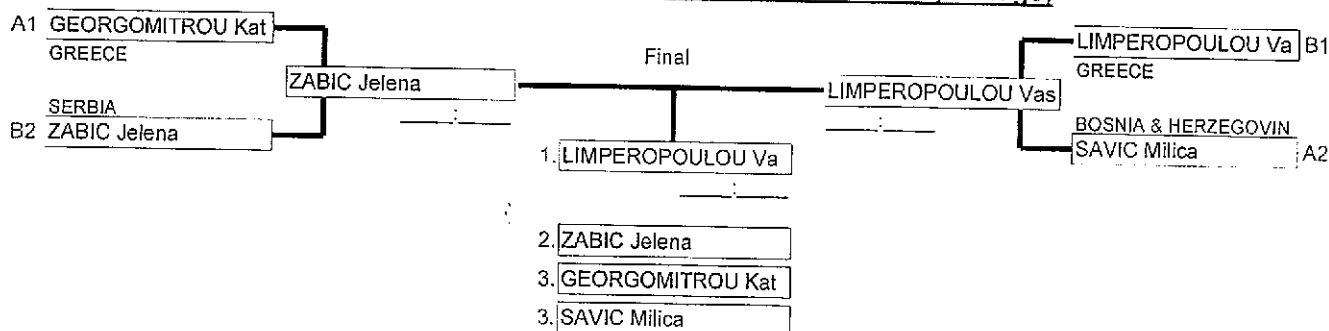 A1 GEORGOMITROU Kat
GREECE
ZABIC Jelena
SERBIA
B2 ZABIC Jelena
Final
LIMPEROPOULOU Va B1
GREECE
LIMPEROPOULOU Vas
BOSNIA & HERZEGOVIN
SAVIC Milica A2
1. LIMPEROPOULOU Va
2. ZABIC Jelena
3. GEORGOMITROU Kat
3. SAVIC Milica